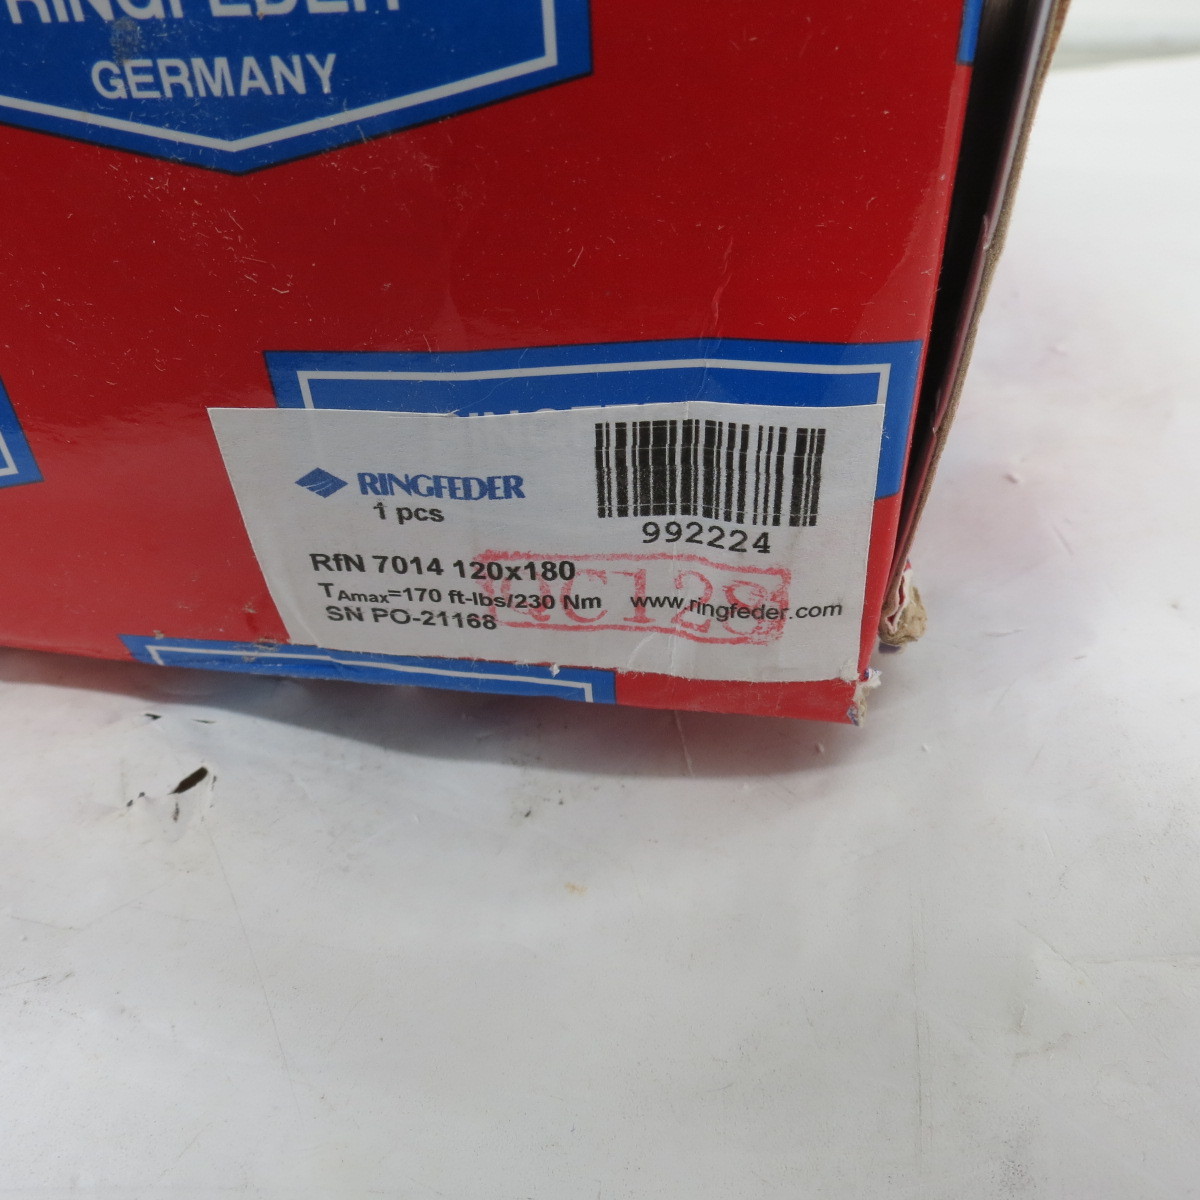 RINGFEDER
GERMANY
RINGFEDER
1 pcs
992224
RfN 7014 120x180
TAmax=170 ft-lbs/230 Nm www.ringfeder.com
SN PO-21168